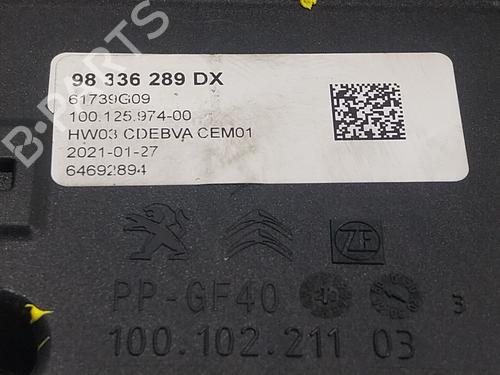 98 336 289 DX
61739G09
100.125.974-00
HW03 CDEBVA CEM01
2021-01-27
64692894
ZF
PP-GF40
3
100.102.211 03
B-PARTS